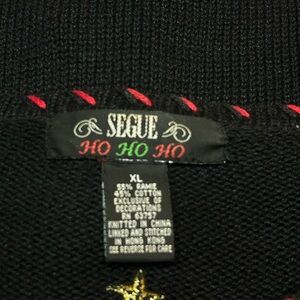 SEGUE
HO HO HO
XL
55% RAMIE
45% COTTON
EXCLUSIVE OF
DECORATIONS
RN 63757
KNITTED IN CHINA
LINKED AND STITCHED
IN HONG KONG
SEE REVERSE FOR CARE